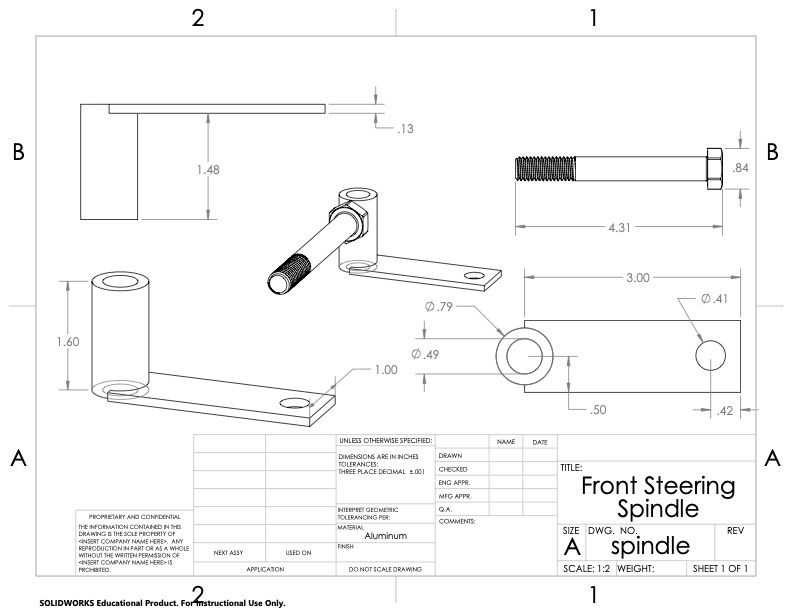 2 1
B B
.13
1.48
.84
4.31
3.00
Ø.79
Ø.41
1.60
Ø.49
1.00
.50
.42
A A
UNLESS OTHERWISE SPECIFIED:
NAME DATE
DIMENSIONS ARE IN INCHES
TOLERANCES:
THREE PLACE DECIMAL ±.001
DRAWN
CHECKED
ENG APPR.
MFG APPR.
Q.A.
COMMENTS:
INTERPRET GEOMETRIC
TOLERANCING PER:
MATERIAL
Aluminum
FINISH
DO NOT SCALE DRAWING
NEXT ASSY USED ON
APPLICATION
PROPRIETARY AND CONFIDENTIAL
THE INFORMATION CONTAINED IN THIS
DRAWING IS THE SOLE PROPERTY OF
<INSERT COMPANY NAME HERE>. ANY
REPRODUCTION IN PART OR AS A WHOLE
WITHOUT THE WRITTEN PERMISSION OF
<INSERT COMPANY NAME HERE> IS
PROHIBITED.
TITLE:
Front Steering
Spindle
SIZE DWG. NO. REV
A spindle
SCALE: 1:2 WEIGHT: SHEET 1 OF 1
2 1
SOLIDWORKS Educational Product. For Instructional Use Only.